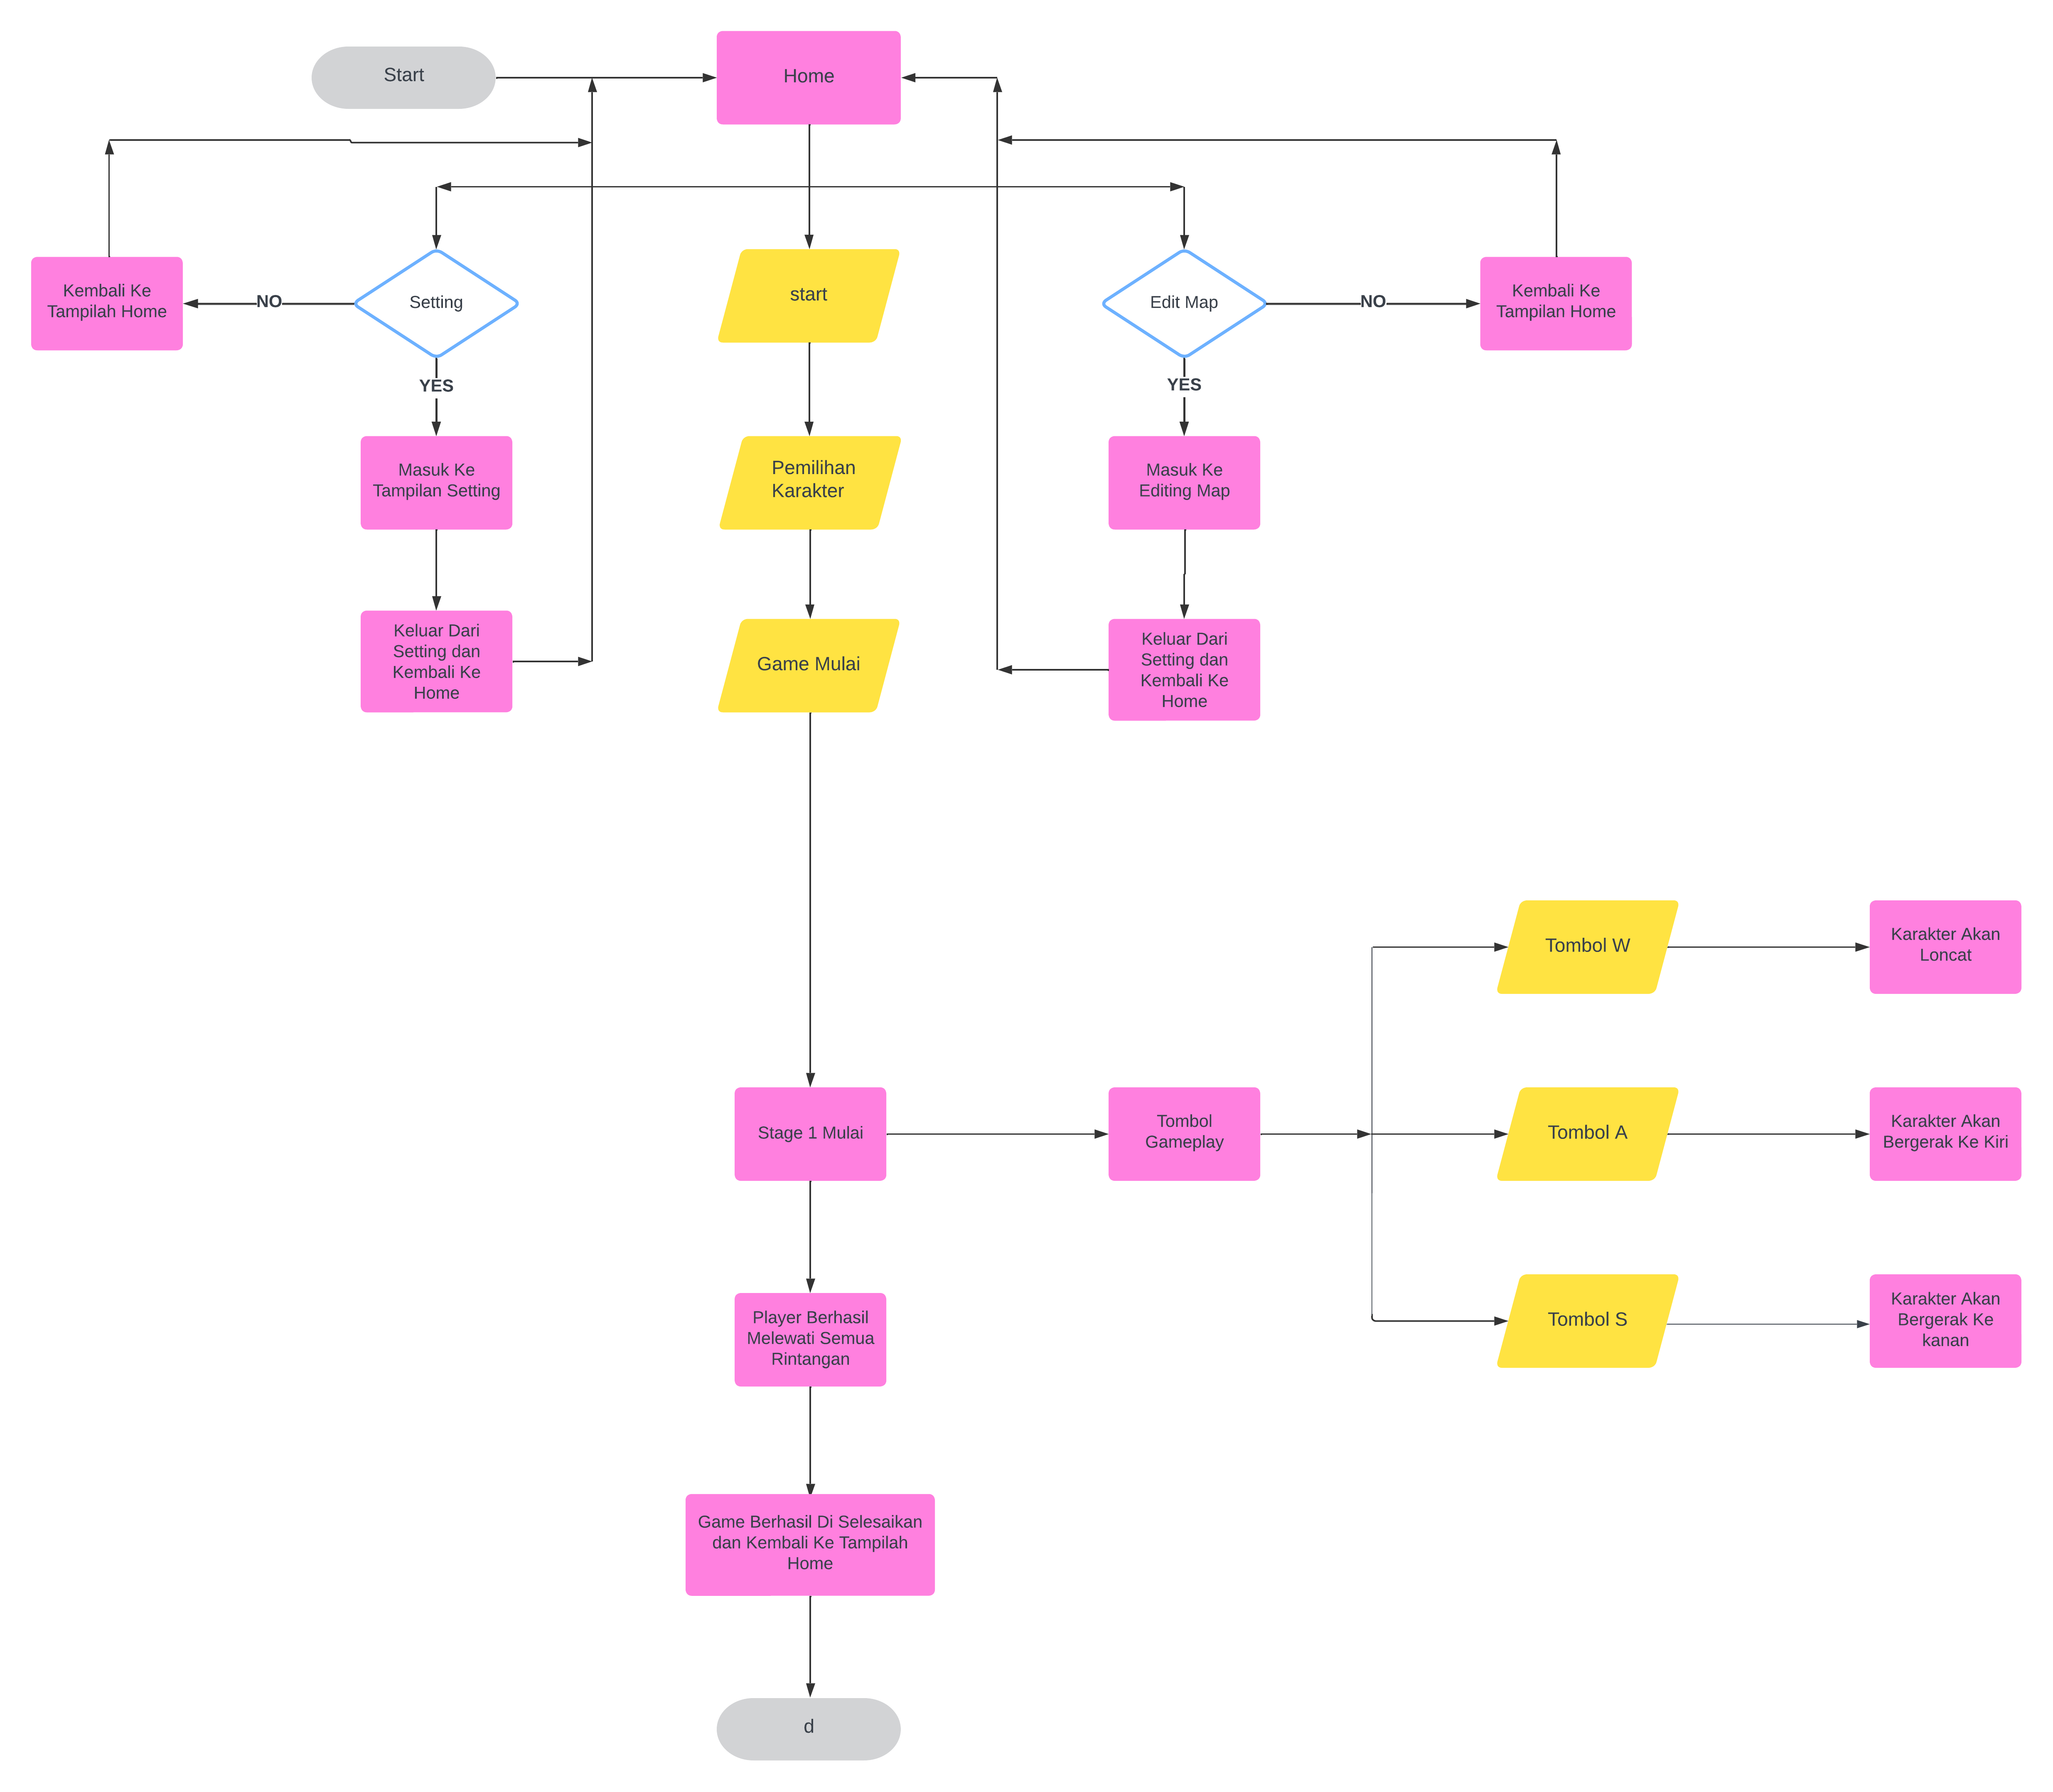 Start
Home
Kembali Ke
Tampilah Home
NO
Setting
start
Edit Map
NO
Kembali Ke
Tampilan Home
YES
YES
Masuk Ke
Tampilan Setting
Pemilihan
Karakter
Masuk Ke
Editing Map
Keluar Dari
Setting dan
Kembali Ke
Home
Game Mulai
Keluar Dari
Setting dan
Kembali Ke
Home
Tombol W
Karakter Akan
Loncat
Stage 1 Mulai
Tombol
Gameplay
Tombol A
Karakter Akan
Bergerak Ke Kiri
Player Berhasil
Melewati Semua
Rintangan
Tombol S
Karakter Akan
Bergerak Ke
kanan
Game Berhasil Di Selesaikan
dan Kembali Ke Tampilah
Home
d